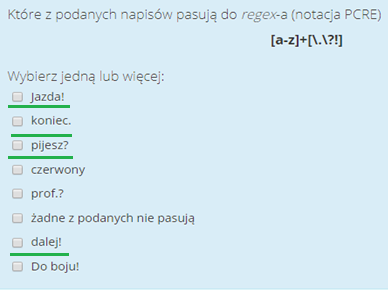 Które z podanych napisów pasują do regex-a (notacja PCRE)
[a-z]+[\.\?!]
Wybierz jedną lub więcej:
Jazda!
koniec.
pijesz?
czerwony
prof.?
żadne z podanych nie pasują
dalej!
Do boju!